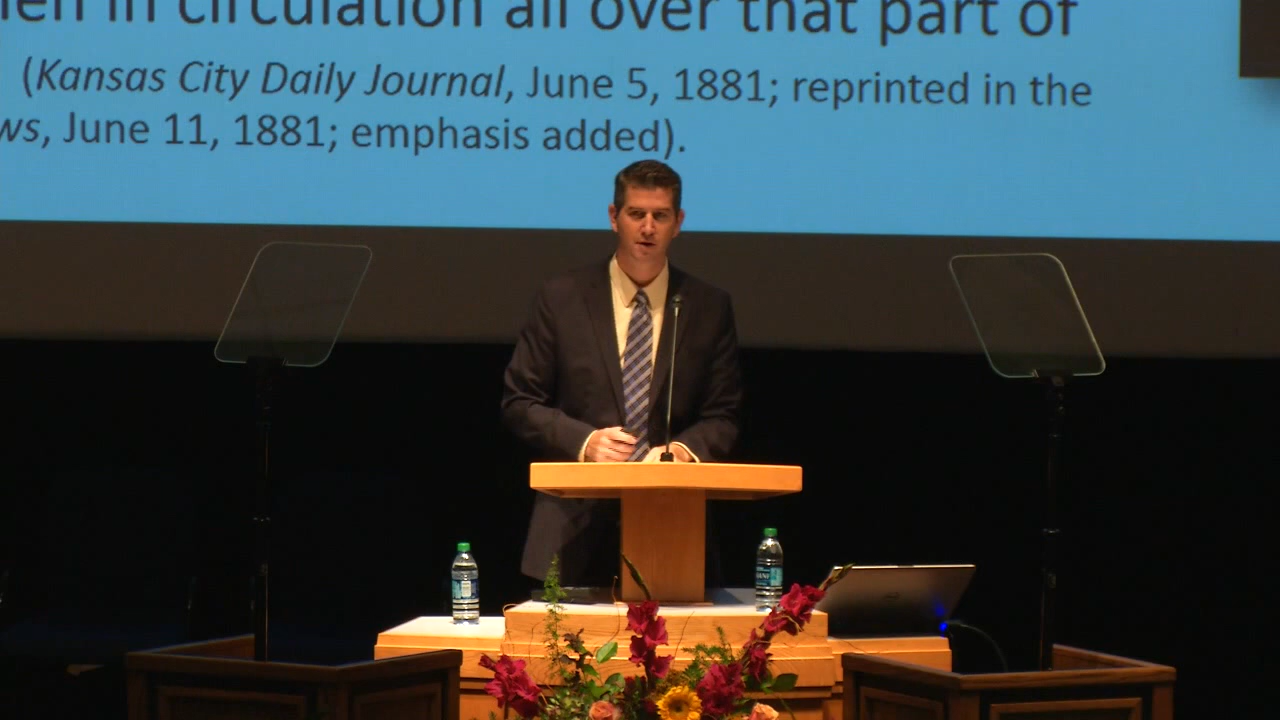 in circulation all over that part of
(Kansas City Daily Journal, June 5, 1881; reprinted in the
June 11, 1881; emphasis added).